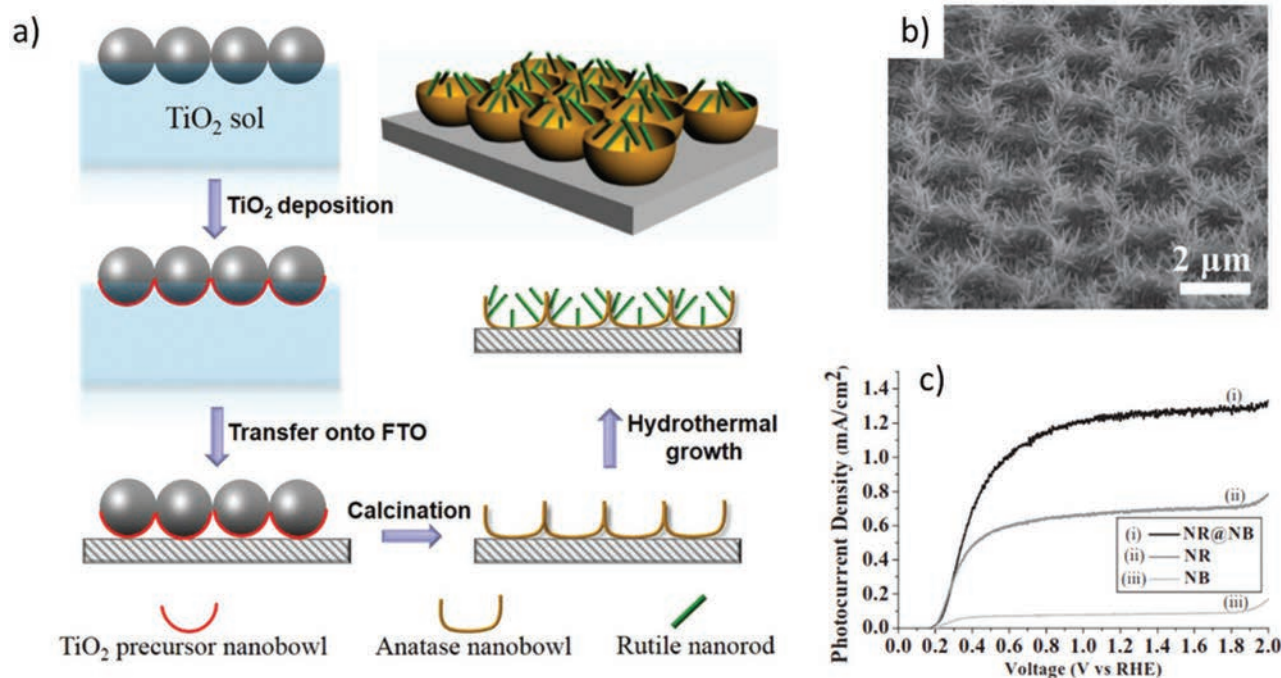 a)
TiO₂ sol
TiO₂ deposition
Transfer onto FTO
Calcination
Hydrothermal
growth
TiO₂ precursor nanobowl
Anatase nanobowl
Rutile nanorod
b)
2 µm
c)
Photocurrent Density (mA/cm²)
1.4
1.2
1.0
0.8
0.6
0.4
0.2
0.0
(i)
(ii)
(iii)
(i) NR@NB
(ii) NR
(iii) NB
0.0 0.2 0.4 0.6 0.8 1.0 1.2 1.4 1.6 1.8 2.0
Voltage (V vs RHE)